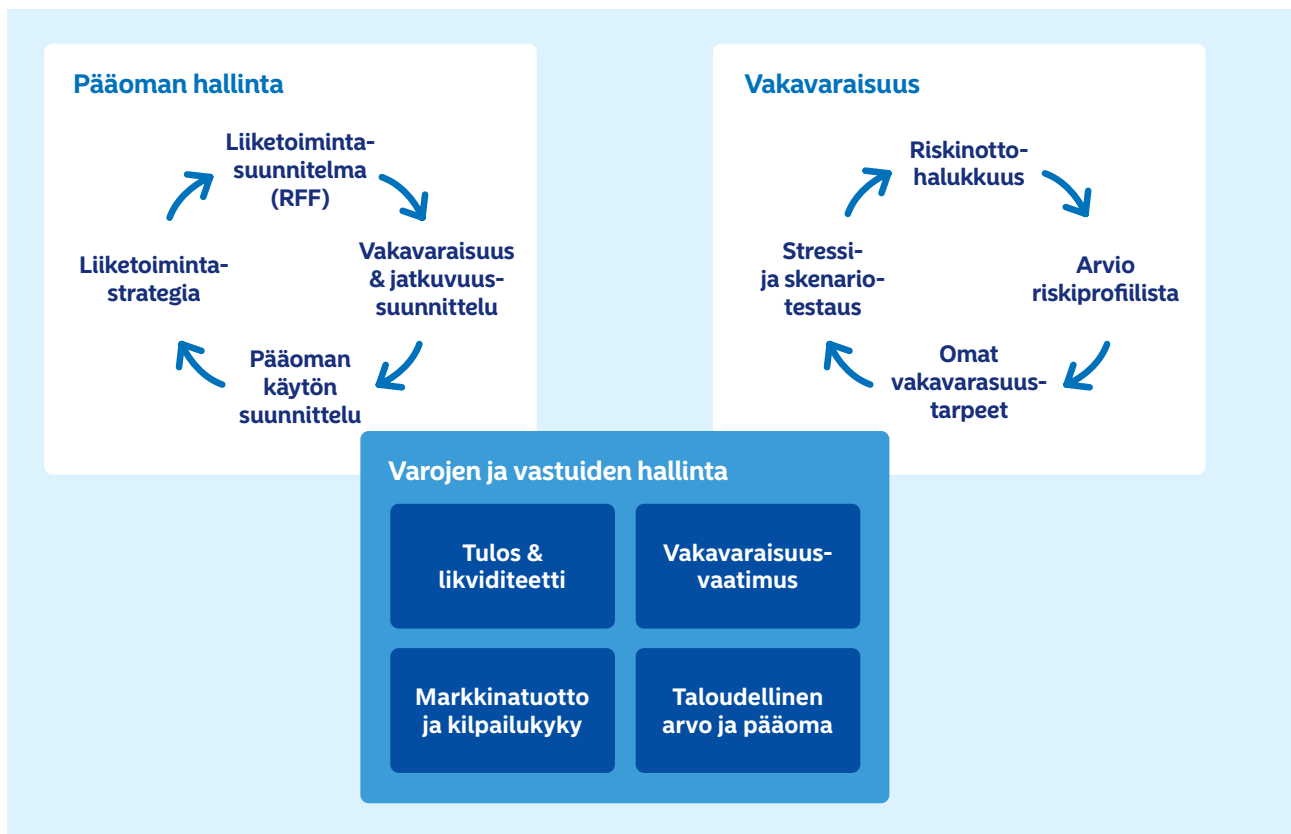 Pääoman hallinta
Liiketoiminta-
suunnitelma
(RFF)
Vakavaraisuus
& jatkuvuus-
suunnittelu
Pääoman
käytön
suunnittelu
Liiketoiminta-
strategia
Vakavaraisuus
Riskinotto-
halukkuus
Arvio
riskiprofiilista
Omat
vakavarasuus-
tarpeet
Stressi-
ja skenario-
testaus
Varojen ja vastuiden hallinta
Tulos &
likviditeetti
Vakavaraisuus-
vaatimus
Markkinatuotto
ja kilpailukyky
Taloudellinen
arvo ja pääoma